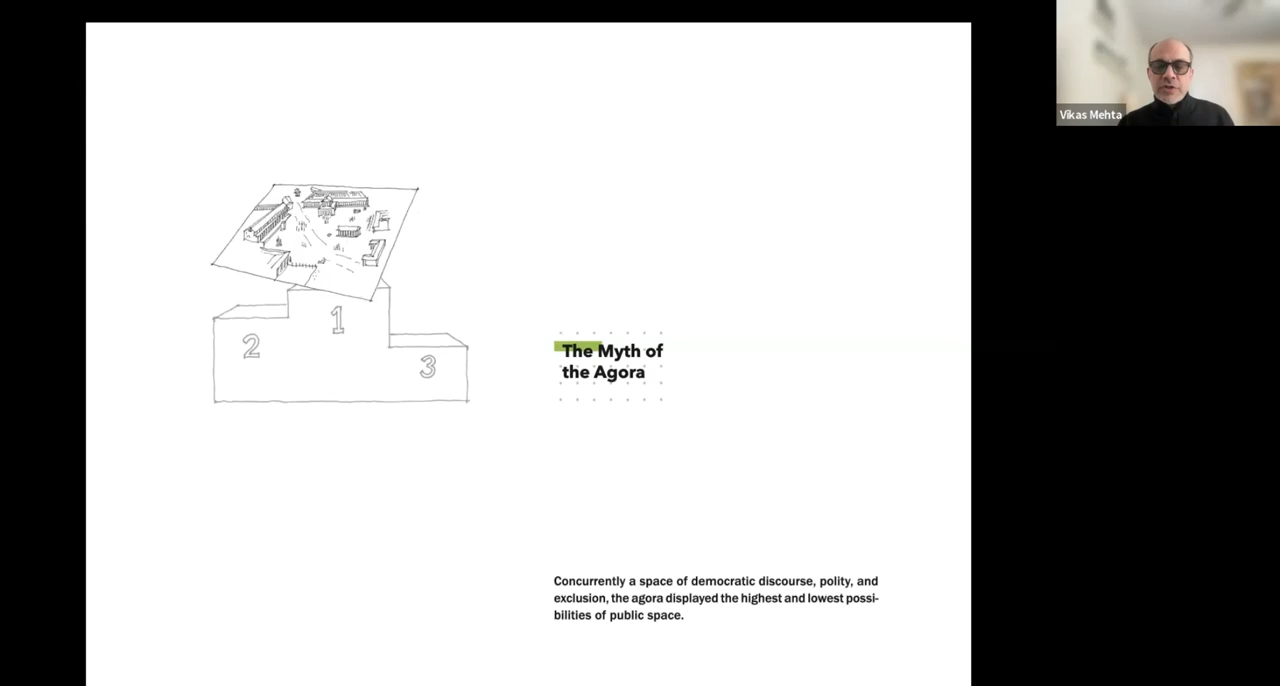 Vikas Mehta
1
2
3
The Myth of
the Agora
Concurrently a space of democratic discourse, polity, and
exclusion, the agora displayed the highest and lowest possi-
bilities of public space.